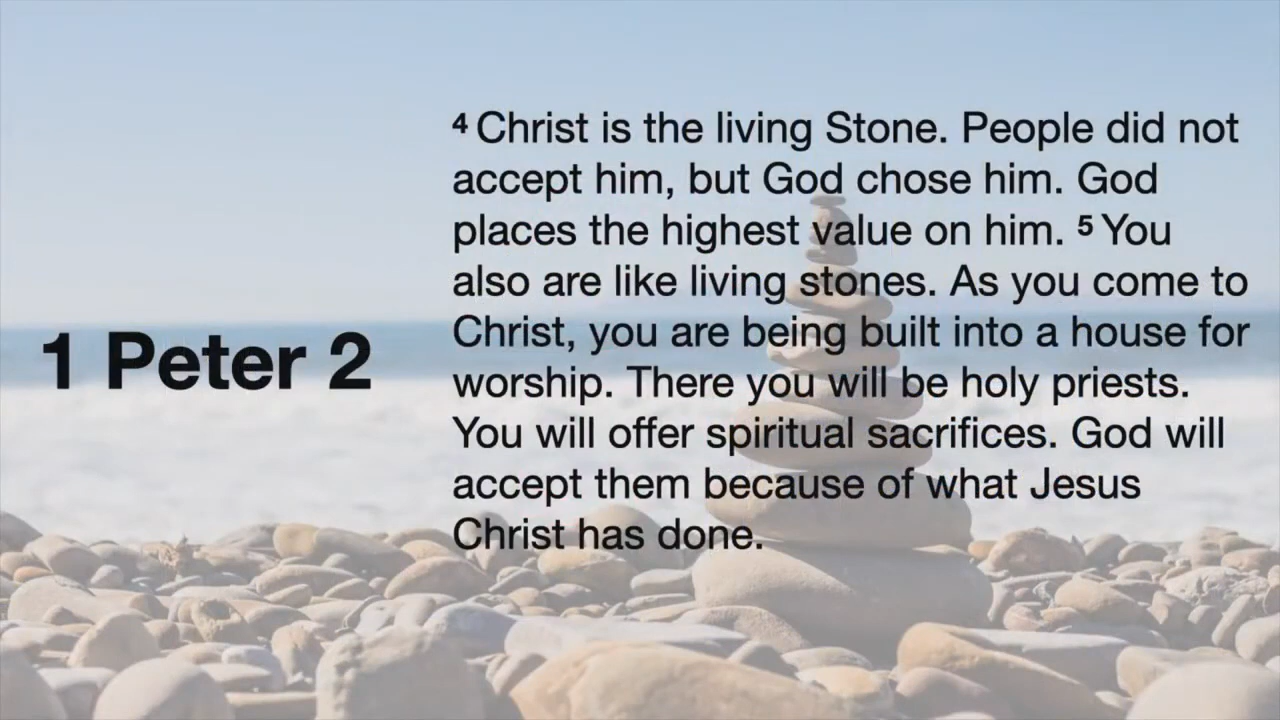 1 Peter 2
4 Christ is the living Stone. People did not
accept him, but God chose him. God
places the highest value on him. 5 You
also are like living stones. As you come to
Christ, you are being built into a house for
worship. There you will be holy priests.
You will offer spiritual sacrifices. God will
accept them because of what Jesus
Christ has done.